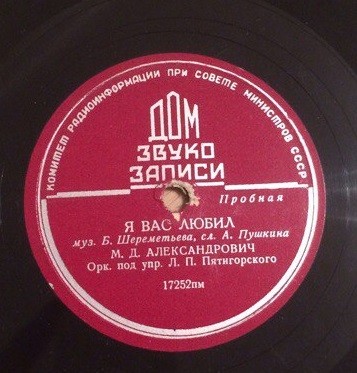 КОМИТЕТ РАДИОИНФОРМАЦИИ ПРИ СОВЕТЕ МИНИСТРОВ СССР
ДОМ
ЗВУКО
ЗАПИСИ
Пробная
Я ВАС ЛЮБИЛ
муз. Б. Шереметьева, сл. А. Пушкина
М. Д. АЛЕКСАНДРОВИЧ
Орк. под упр. Л. П. Пятигорского
17252пм